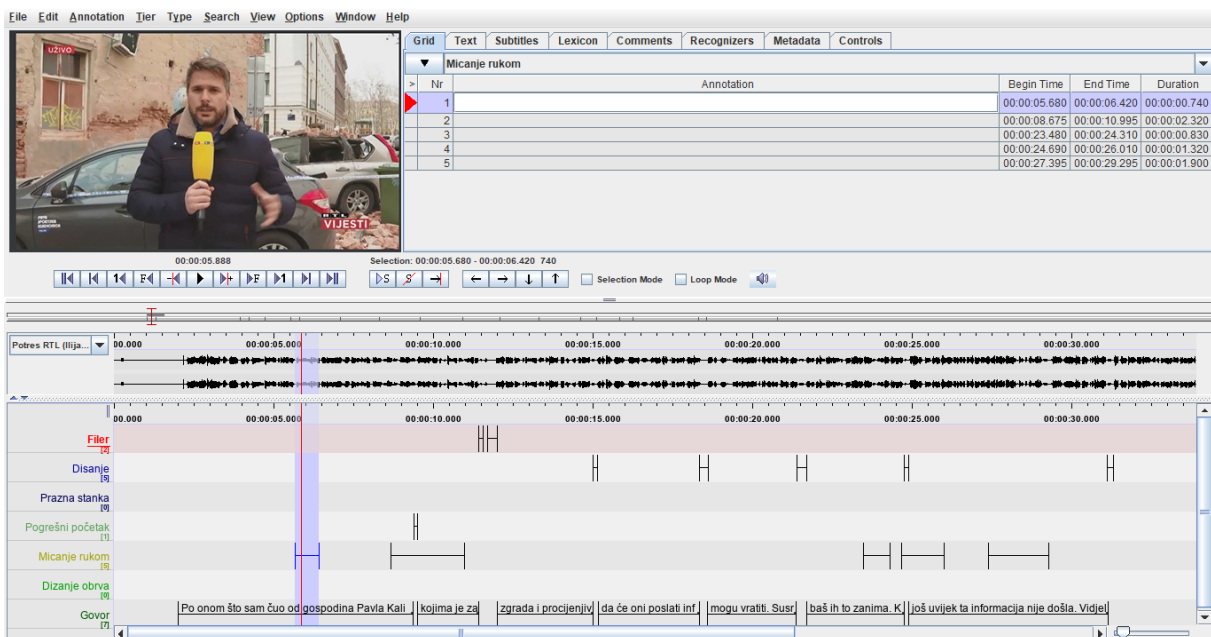 File Edit Annotation Tier Type Search View Options Window Help
Grid Text Subtitles Lexicon Comments Recognizers Metadata Controls
Micanje rukom
> Nr Annotation Begin Time End Time Duration
1 00:00:05.680 00:00:06.420 00:00:00.740
2 00:00:08.675 00:00:10.995 00:00:02.320
3 00:00:23.480 00:00:24.310 00:00:00.830
4 00:00:24.690 00:00:26.010 00:00:01.320
5 00:00:27.395 00:00:29.295 00:00:01.900
UŽIVO
RTL
VIJESTI
00:00:05.888 Selection: 00:00:05.680 - 00:00:06.420 740
Selection Mode Loop Mode
Potres RTL (Ilija...
00.000 00:00:05.000 00:00:10.000 00:00:15.000 00:00:20.000 00:00:25.000 00:00:30.000
00.000 00:00:05.000 00:00:10.000 00:00:15.000 00:00:20.000 00:00:25.000 00:00:30.000
Filer
[2]
Disanje
[5]
Prazna stanka
[0]
Pogrešni početak
[1]
Micanje rukom
[5]
Dizanje obrva
[0]
Govor
[7]
Po onom što sam čuo od gospodina Pavla Kali kojima je za zgrada i procijenjiv da će oni poslati inf mogu vratiti. Susr baš ih to zanima. K još uvijek ta informacija nije došla. Vidjel